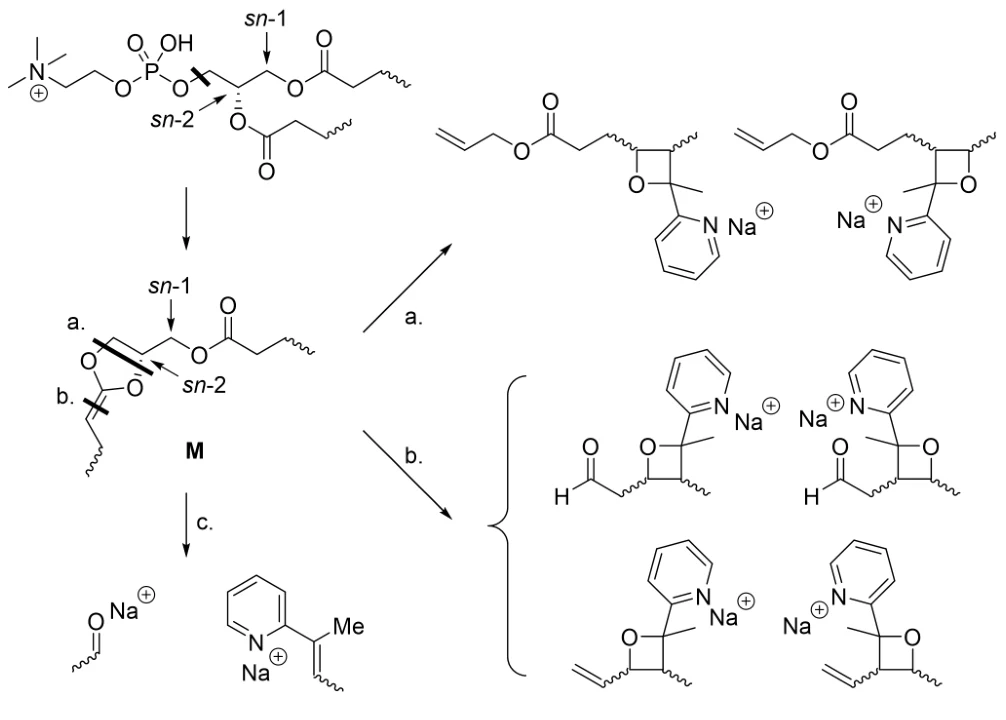 sn-1
O OH
N P
O O O
sn-2
O
O
O
O
O
O
N Na +
O
O
O
Na + N
sn-1
a.
O
O
O
O
b.
sn-2
M
a.
b.
c.
N Na +
O
O
H
Na + N
O
O
H
O Na +
Me
N
Na +
N Na +
O
Na + N
O